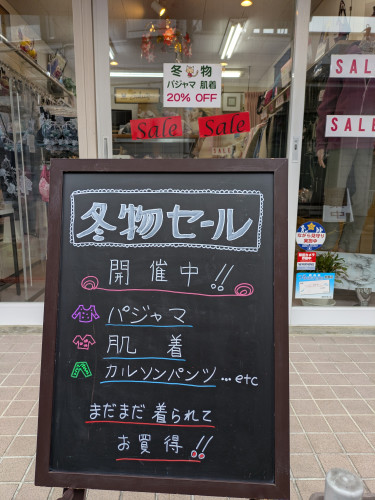 冬 物
パジャマ 肌着
20% OFF
SALE
Sale
Sale
SALE
冬物セール
開催中!!
パジャマ
肌 着
カルソンパンツ…etc
まだまだ着られて
お買得!!